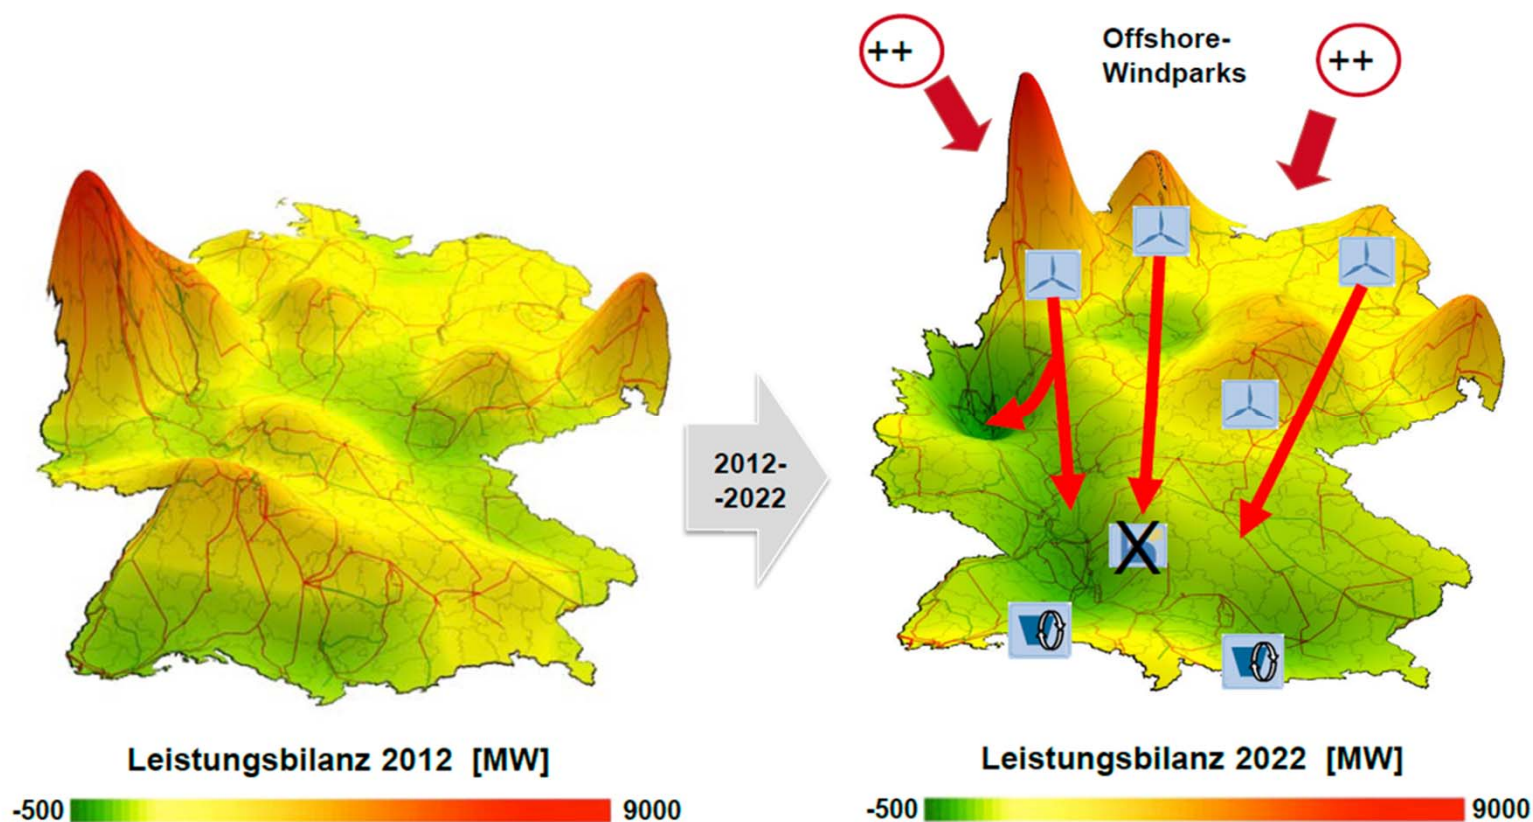 ++
Offshore-
Windparks
++
2012-
-2022
X
Leistungsbilanz 2012 [MW]
-500
9000
Leistungsbilanz 2022 [MW]
-500
9000